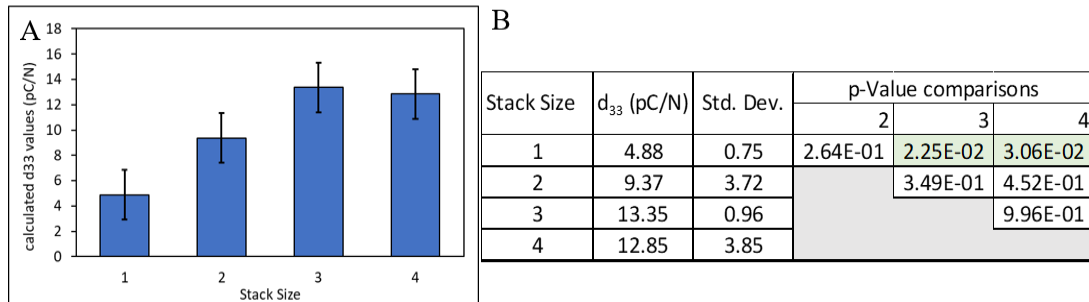 A
calculated d33 values (pC/N)
18
16
14
12
10
8
6
4
2
0
1 2 3 4
Stack Size
B
Stack Size d₃₃ (pC/N) Std. Dev. p-Value comparisons
2 3 4
1 4.88 0.75 2.64E-01 2.25E-02 3.06E-02
2 9.37 3.72 3.49E-01 4.52E-01
3 13.35 0.96 9.96E-01
4 12.85 3.85